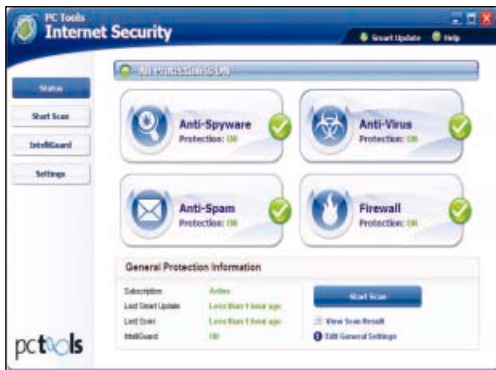 PC Tools
Internet Security
Smart Update
Help
All Protection is ON
Status
Start Scan
IntelliGuard
Settings
Anti-Spyware
Protection: ON
Anti-Virus
Protection: ON
Anti-Spam
Protection: ON
Firewall
Protection: ON
General Protection Information
Subscription: Active
Last Smart Update: Less than 1 hour ago
Last Scan: Less than 1 hour ago
IntelliGuard: ON
Start Scan
View Scan Result
Edit General Settings
pctools